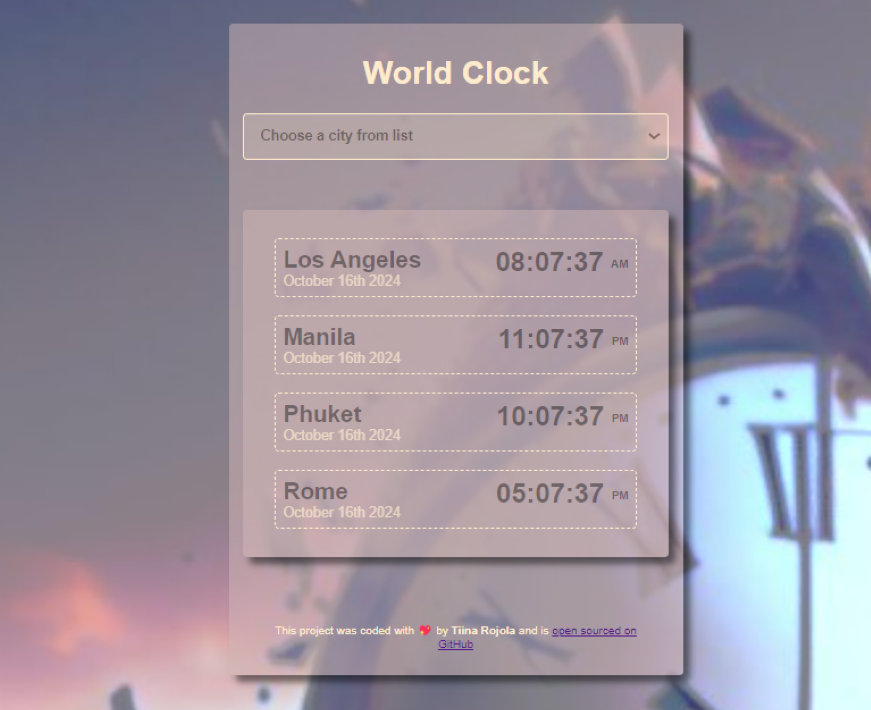 World Clock
Choose a city from list
Los Angeles 08:07:37 AM
October 16th 2024
Manila 11:07:37 PM
October 16th 2024
Phuket 10:07:37 PM
October 16th 2024
Rome 05:07:37 PM
October 16th 2024
This project was coded with 💖 by Tiina Rojola and is open sourced on
GitHub